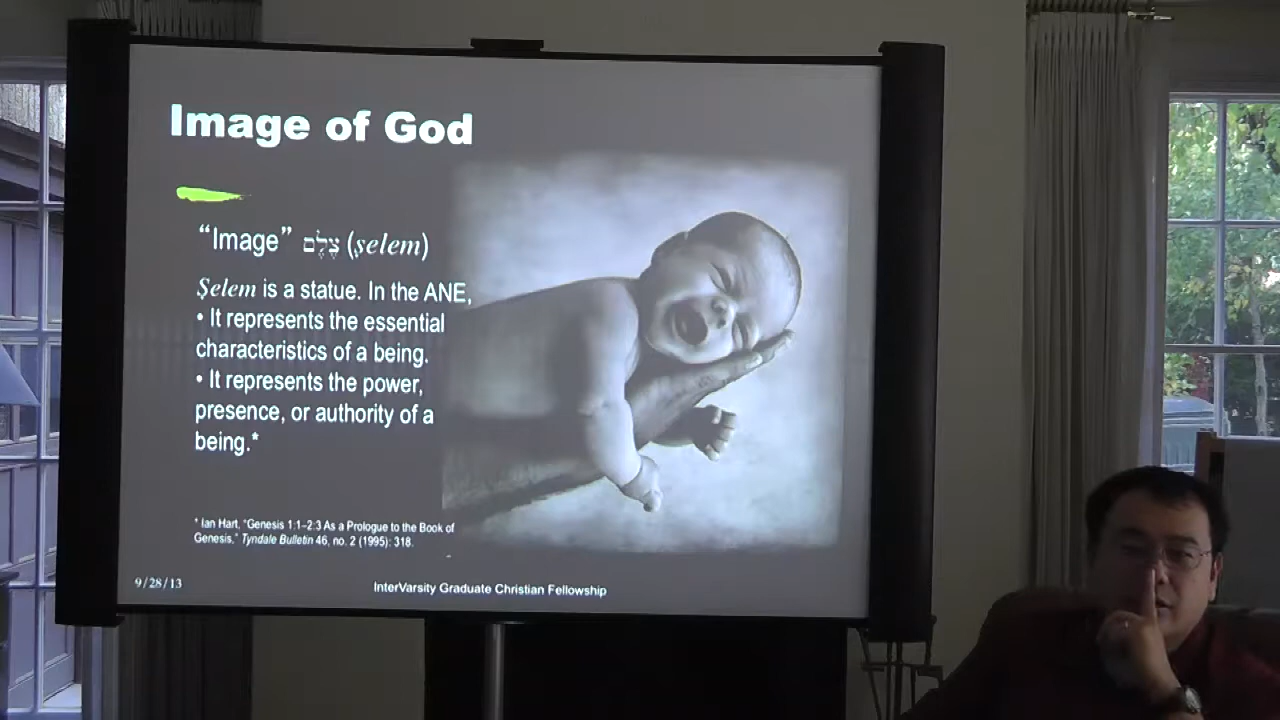 Image of God
“Image” צֶלֶם (ṣelem)
Ṣelem is a statue. In the ANE,
• It represents the essential
characteristics of a being.
• It represents the power,
presence, or authority of a
being.*
* Ian Hart, “Genesis 1:1–2:3 As a Prologue to the Book of
Genesis,” Tyndale Bulletin 46, no. 2 (1995): 318.
9/28/13
InterVarsity Graduate Christian Fellowship